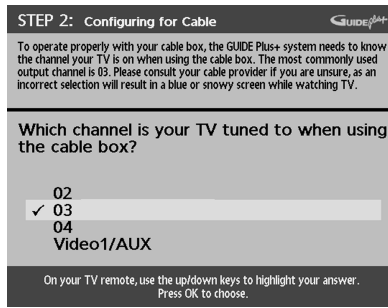 STEP 2: Configuring for Cable
GUIDE Plus+
To operate properly with your cable box, the GUIDE Plus+ system needs to know
the channel your TV is on when using the cable box. The most commonly used
output channel is 03. Please consult your cable provider if you are unsure, as an
incorrect selection will result in a blue or snowy screen while watching TV.
Which channel is your TV tuned to when using
the cable box?
02
✓ 03
04
Video1/AUX
On your TV remote, use the up/down keys to highlight your answer.
Press OK to choose.